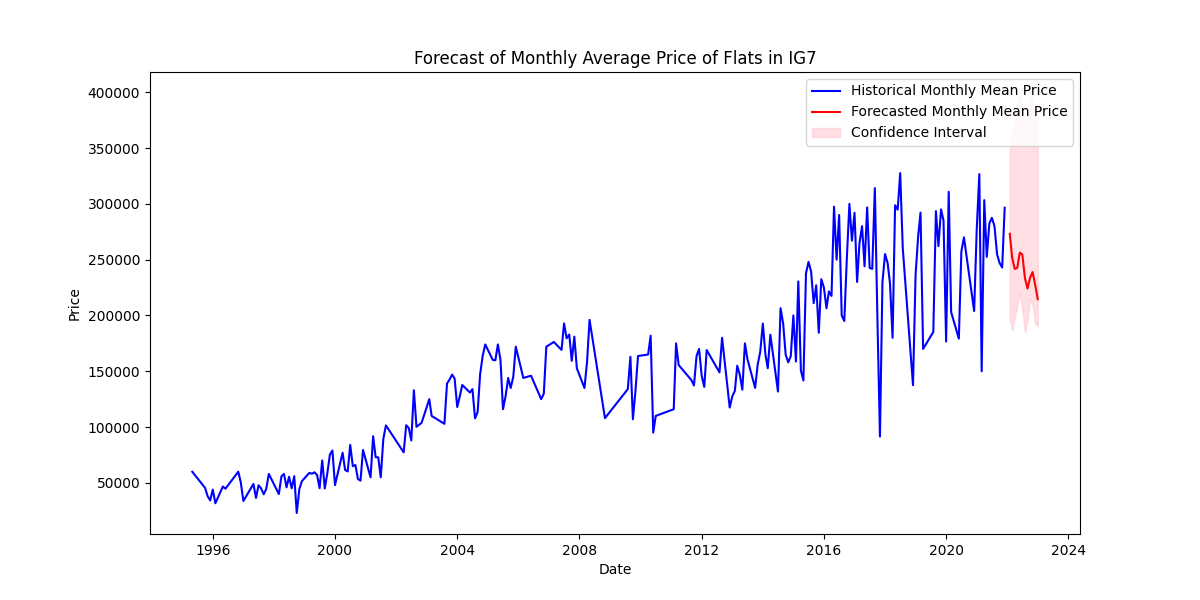 Forecast of Monthly Average Price of Flats in IG7
Historical Monthly Mean Price
Forecasted Monthly Mean Price
Confidence Interval
400000
350000
300000
250000
200000
150000
100000
50000
Price
1996 2000 2004 2008 2012 2016 2020 2024
Date